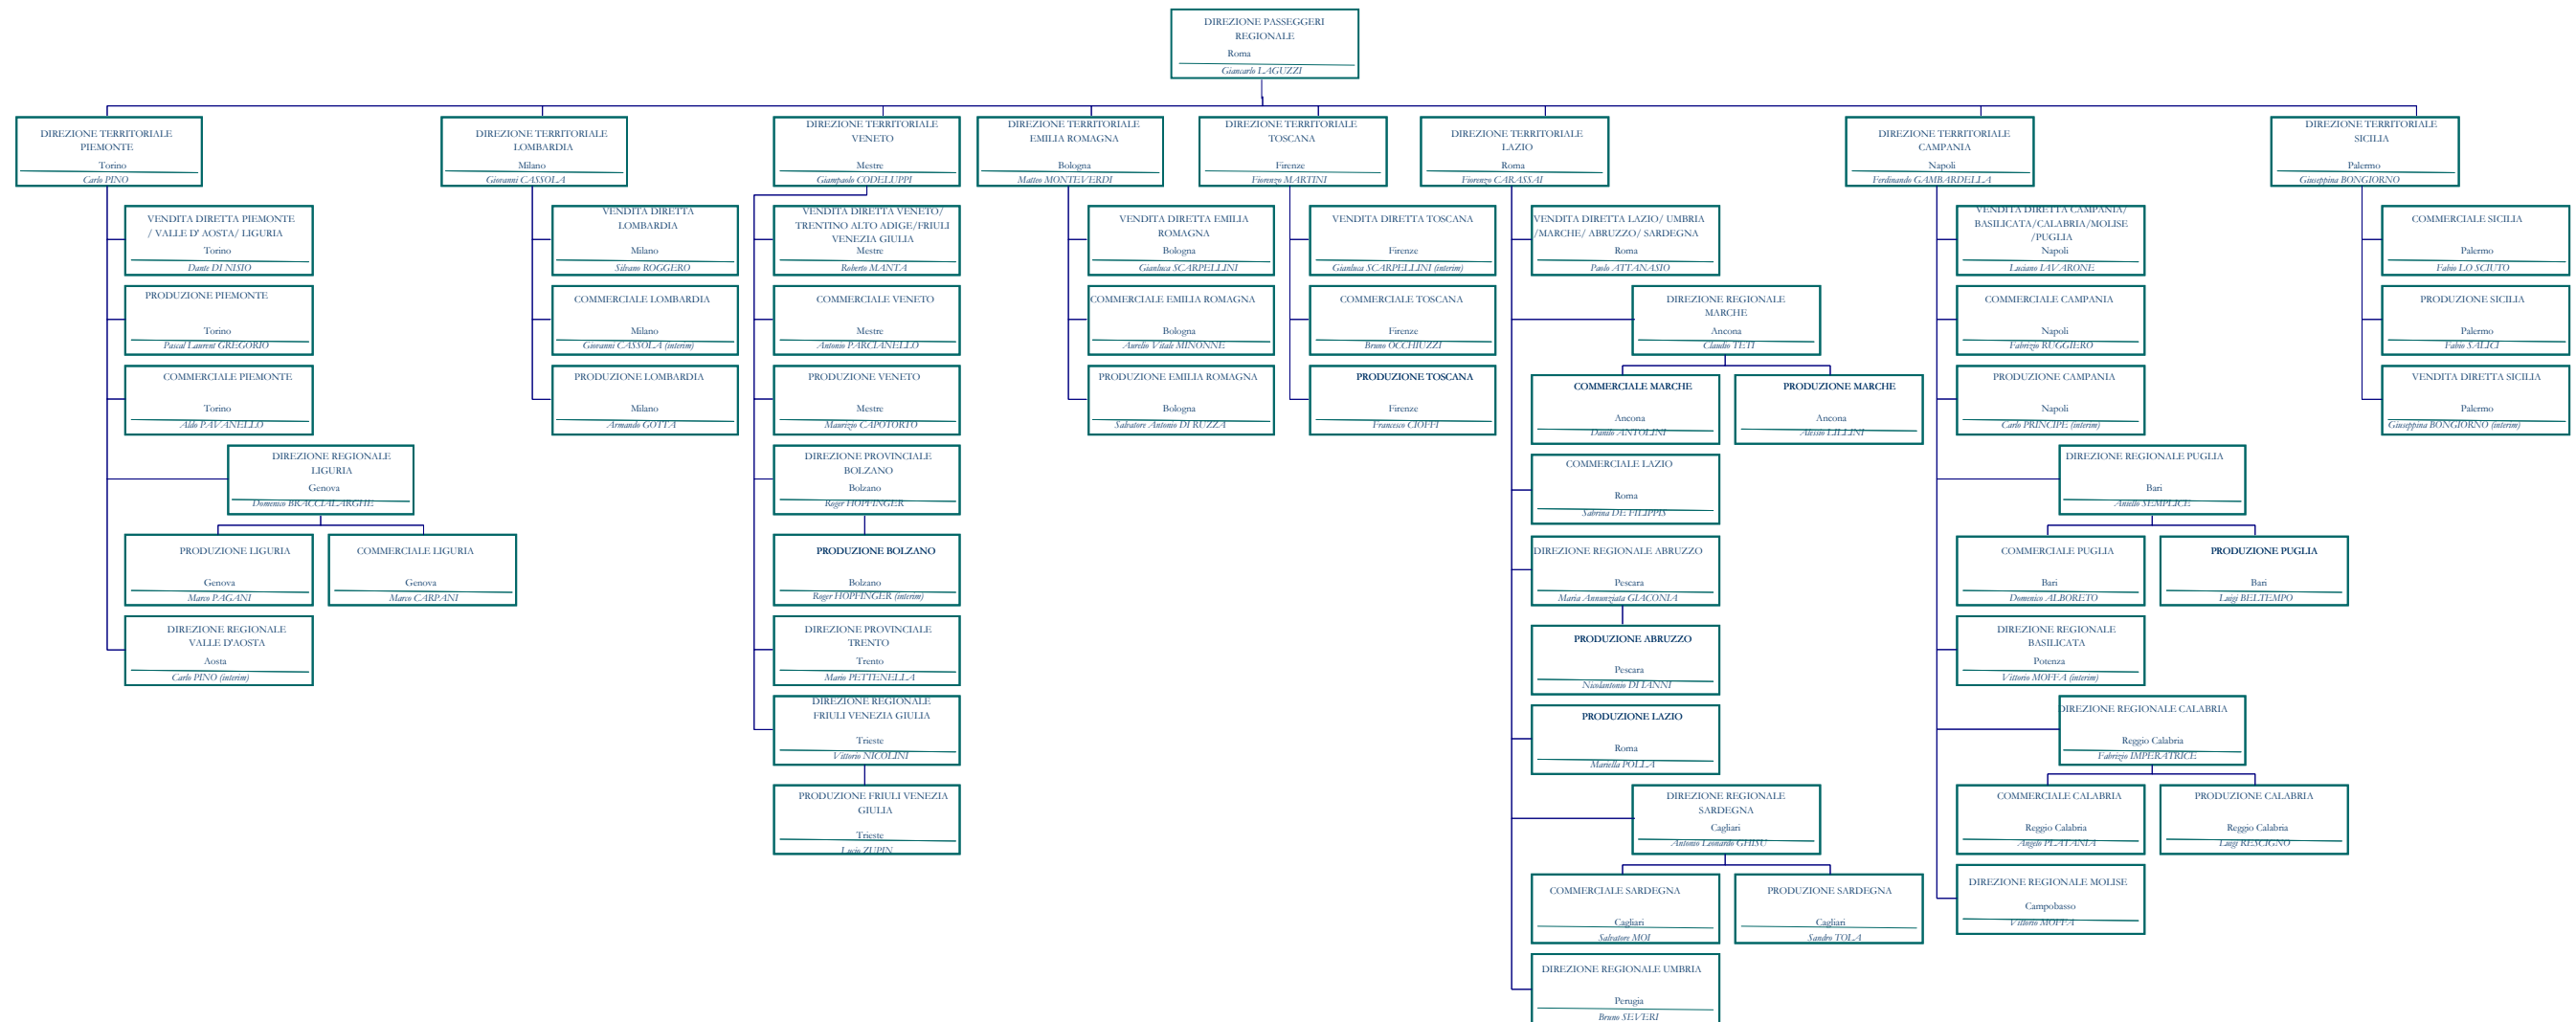 DIREZIONE PASSEGGERI
REGIONALE
Roma
Giancarlo LAGUZZI
DIREZIONE TERRITORIALE
PIEMONTE
Torino
Carlo PINO
VENDITA DIRETTA PIEMONTE
/ VALLE D' AOSTA/ LIGURIA
Torino
Dante DI NISIO
PRODUZIONE PIEMONTE
Torino
Pascal Laurent GREGORIO
COMMERCIALE PIEMONTE
Torino
Aldo PAVANELLO
DIREZIONE REGIONALE
LIGURIA
Genova
Domenico BRACCIALARGHE
PRODUZIONE LIGURIA
Genova
Marco PAGANI
COMMERCIALE LIGURIA
Genova
Marco CARPANI
DIREZIONE REGIONALE
VALLE D'AOSTA
Aosta
Carlo PINO (interim)
DIREZIONE TERRITORIALE
LOMBARDIA
Milano
Giovanni CASSOLA
VENDITA DIRETTA
LOMBARDIA
Milano
Silvano ROGGERO
COMMERCIALE LOMBARDIA
Milano
Giovanni CASSOLA (interim)
PRODUZIONE LOMBARDIA
Milano
Armando GOTTA
DIREZIONE TERRITORIALE
VENETO
Mestre
Giampaolo CODELUPPI
VENDITA DIRETTA VENETO/
TRENTINO ALTO ADIGE/FRIULI
VENEZIA GIULIA
Mestre
Roberto MANTA
COMMERCIALE VENETO
Mestre
Antonio PARCIANELLO
PRODUZIONE VENETO
Mestre
Maurizio CAPOTORTO
DIREZIONE PROVINCIALE
BOLZANO
Bolzano
Roger HOPFINGER
PRODUZIONE BOLZANO
Bolzano
Roger HOPFINGER (interim)
DIREZIONE PROVINCIALE
TRENTO
Trento
Mario PETTENELLA
DIREZIONE REGIONALE
FRIULI VENEZIA GIULIA
Trieste
Vittorio NICOLINI
PRODUZIONE FRIULI VENEZIA
GIULIA
Trieste
Lucio ZUPIN
DIREZIONE TERRITORIALE
EMILIA ROMAGNA
Bologna
Matteo MONTEVERDI
VENDITA DIRETTA EMILIA
ROMAGNA
Bologna
Gianluca SCARPELLINI
COMMERCIALE EMILIA ROMAGNA
Bologna
Aurelio Vitale MINONNE
PRODUZIONE EMILIA ROMAGNA
Bologna
Salvatore Antonio DI RUZZA
DIREZIONE TERRITORIALE
TOSCANA
Firenze
Fiorenzo MARTINI
VENDITA DIRETTA TOSCANA
Firenze
Gianluca SCARPELLINI (interim)
COMMERCIALE TOSCANA
Firenze
Bruno OCCHIUZZI
PRODUZIONE TOSCANA
Firenze
Francesco CIOFFI
DIREZIONE TERRITORIALE
LAZIO
Roma
Fiorenzo CARASSAI
VENDITA DIRETTA LAZIO/ UMBRIA
/MARCHE/ ABRUZZO/ SARDEGNA
Roma
Paolo ATTANASIO
DIREZIONE REGIONALE
MARCHE
Ancona
Claudio TETI
COMMERCIALE MARCHE
Ancona
Danilo ANTOLINI
PRODUZIONE MARCHE
Ancona
Alessio LILLINI
COMMERCIALE LAZIO
Roma
Sabrina DE FILIPPIS
DIREZIONE REGIONALE ABRUZZO
Pescara
Maria Annunziata GIACONIA
PRODUZIONE ABRUZZO
Pescara
Nicolantonio DI IANNI
PRODUZIONE LAZIO
Roma
Mariella POLLA
DIREZIONE REGIONALE
SARDEGNA
Cagliari
Antonio Leonardo GHISU
COMMERCIALE SARDEGNA
Cagliari
Salvatore MOI
PRODUZIONE SARDEGNA
Cagliari
Sandro TOLA
DIREZIONE REGIONALE UMBRIA
Perugia
Bruno SEVERI
DIREZIONE TERRITORIALE
CAMPANIA
Napoli
Ferdinando GAMBARDELLA
VENDITA DIRETTA CAMPANIA/
BASILICATA/CALABRIA/MOLISE
/PUGLIA
Napoli
Luciano IAVARONE
COMMERCIALE CAMPANIA
Napoli
Fabrizio RUGGIERO
PRODUZIONE CAMPANIA
Napoli
Carlo PRINCIPE (interim)
DIREZIONE REGIONALE PUGLIA
Bari
Aniello SEMPLICE
COMMERCIALE PUGLIA
Bari
Domenico ALBORETO
PRODUZIONE PUGLIA
Bari
Luigi BELTEMPO
DIREZIONE REGIONALE
BASILICATA
Potenza
Vittorio MOFFA (interim)
DIREZIONE REGIONALE CALABRIA
Reggio Calabria
Fabrizio IMPERATRICE
COMMERCIALE CALABRIA
Reggio Calabria
Angelo PLATANIA
PRODUZIONE CALABRIA
Reggio Calabria
Luigi RESCIGNO
DIREZIONE REGIONALE MOLISE
Campobasso
Vittorio MOFFA
DIREZIONE TERRITORIALE
SICILIA
Palermo
Giuseppina BONGIORNO
COMMERCIALE SICILIA
Palermo
Fabio LO SCIUTO
PRODUZIONE SICILIA
Palermo
Fabio SALICI
VENDITA DIRETTA SICILIA
Palermo
Giuseppina BONGIORNO (interim)